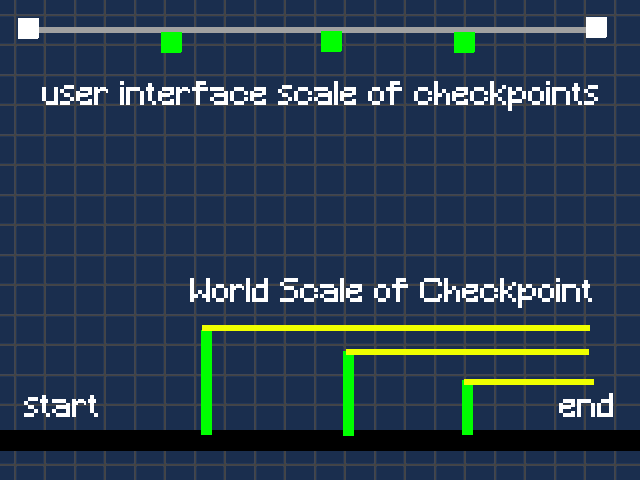 user interface scale of checkpoints
World Scale of Checkpoint
start
end